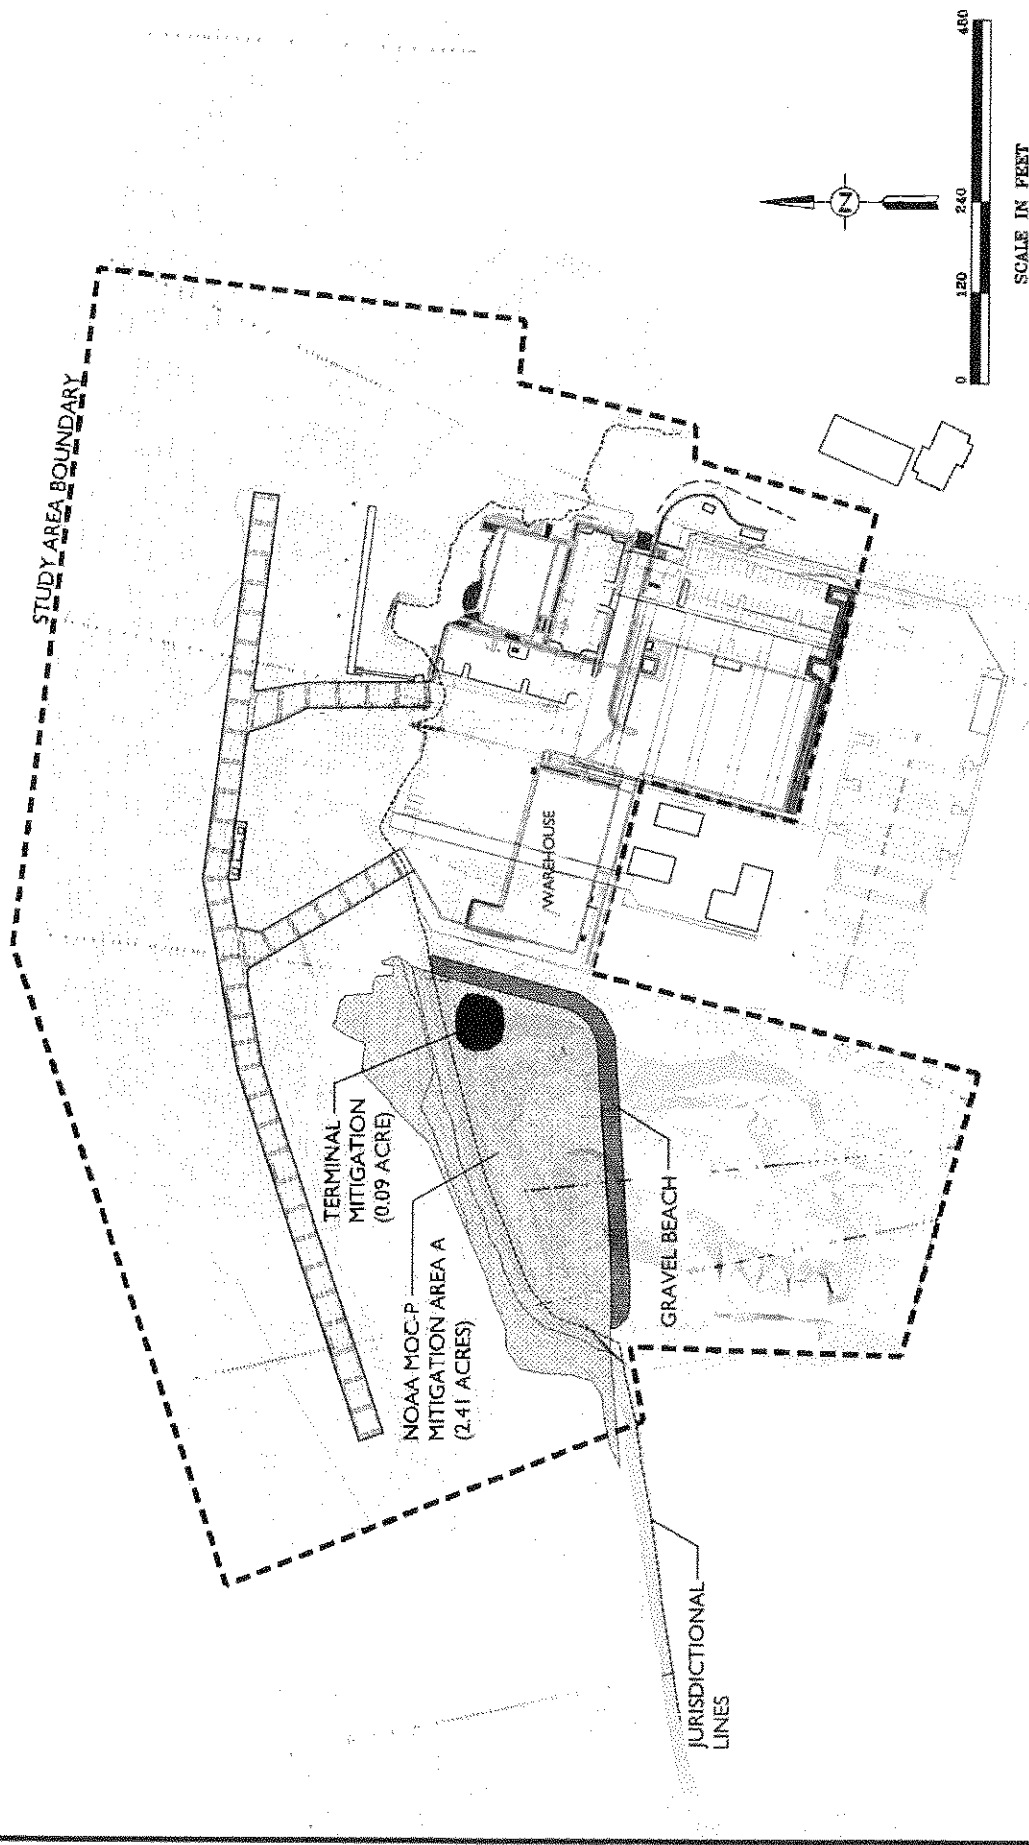 STUDY AREA BOUNDARY
TERMINAL
MITIGATION
(0.09 ACRE)
NOAA MOC-P
MITIGATION AREA A
(2.41 ACRES)
WAREHOUSE
GRAVEL BEACH
JURISDICTIONAL
LINES
N
0 120 240 480
SCALE IN FEET